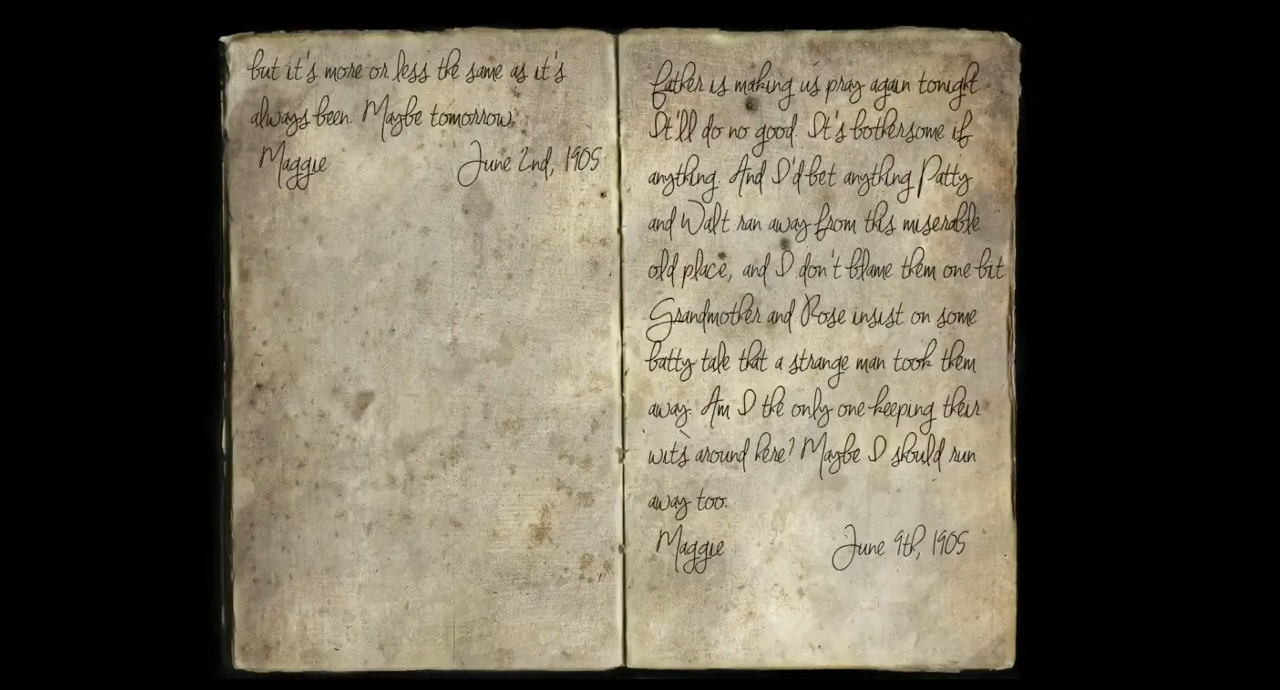 but it's more or less the same as it's
always been. Maybe tomorrow.
Maggie June 2nd, 1905
Father is making us pray again tonight.
It'll do no good. It's bothersome if
anything. And I'd bet anything Patty
and Walt ran away from this miserable
old place, and I don't blame them one bit.
Grandmother and Rose insist on some
batty tale that a strange man took them
away. Am I the only one keeping their
wits around here? Maybe I should run
away too.
Maggie June 9th, 1905